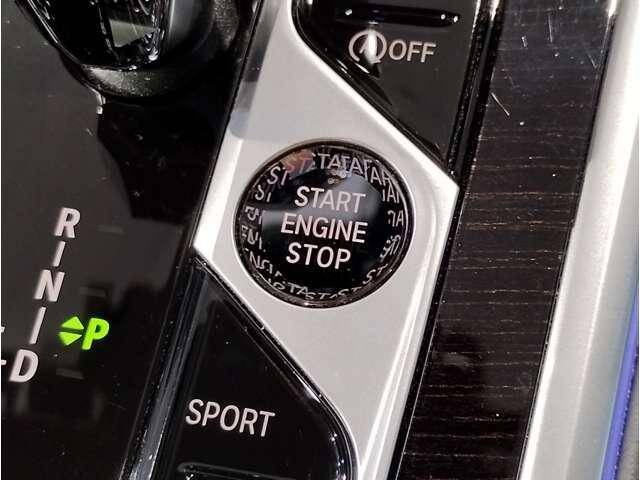 OFF
START
ENGINE
STOP
R
N
D
P
SPORT